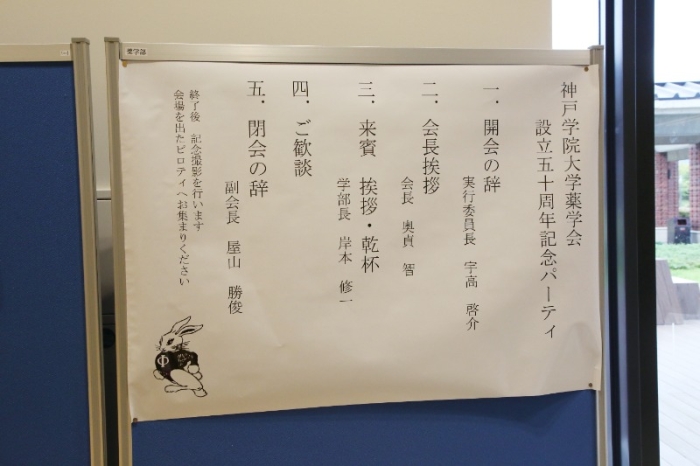 薬学部
神戸学院大学薬学会
設立五十周年記念パーティ
一．開会の辞
実行委員長　宇高　啓介
二．会長挨拶
会長　奥貞　智
三．来賓　挨拶・乾杯
学部長　岸本　修一
四．ご歓談
五．閉会の辞
副会長　屋山　勝俊
終了後　記念撮影を行います
会場を出たピロティへお集まりください
Φ